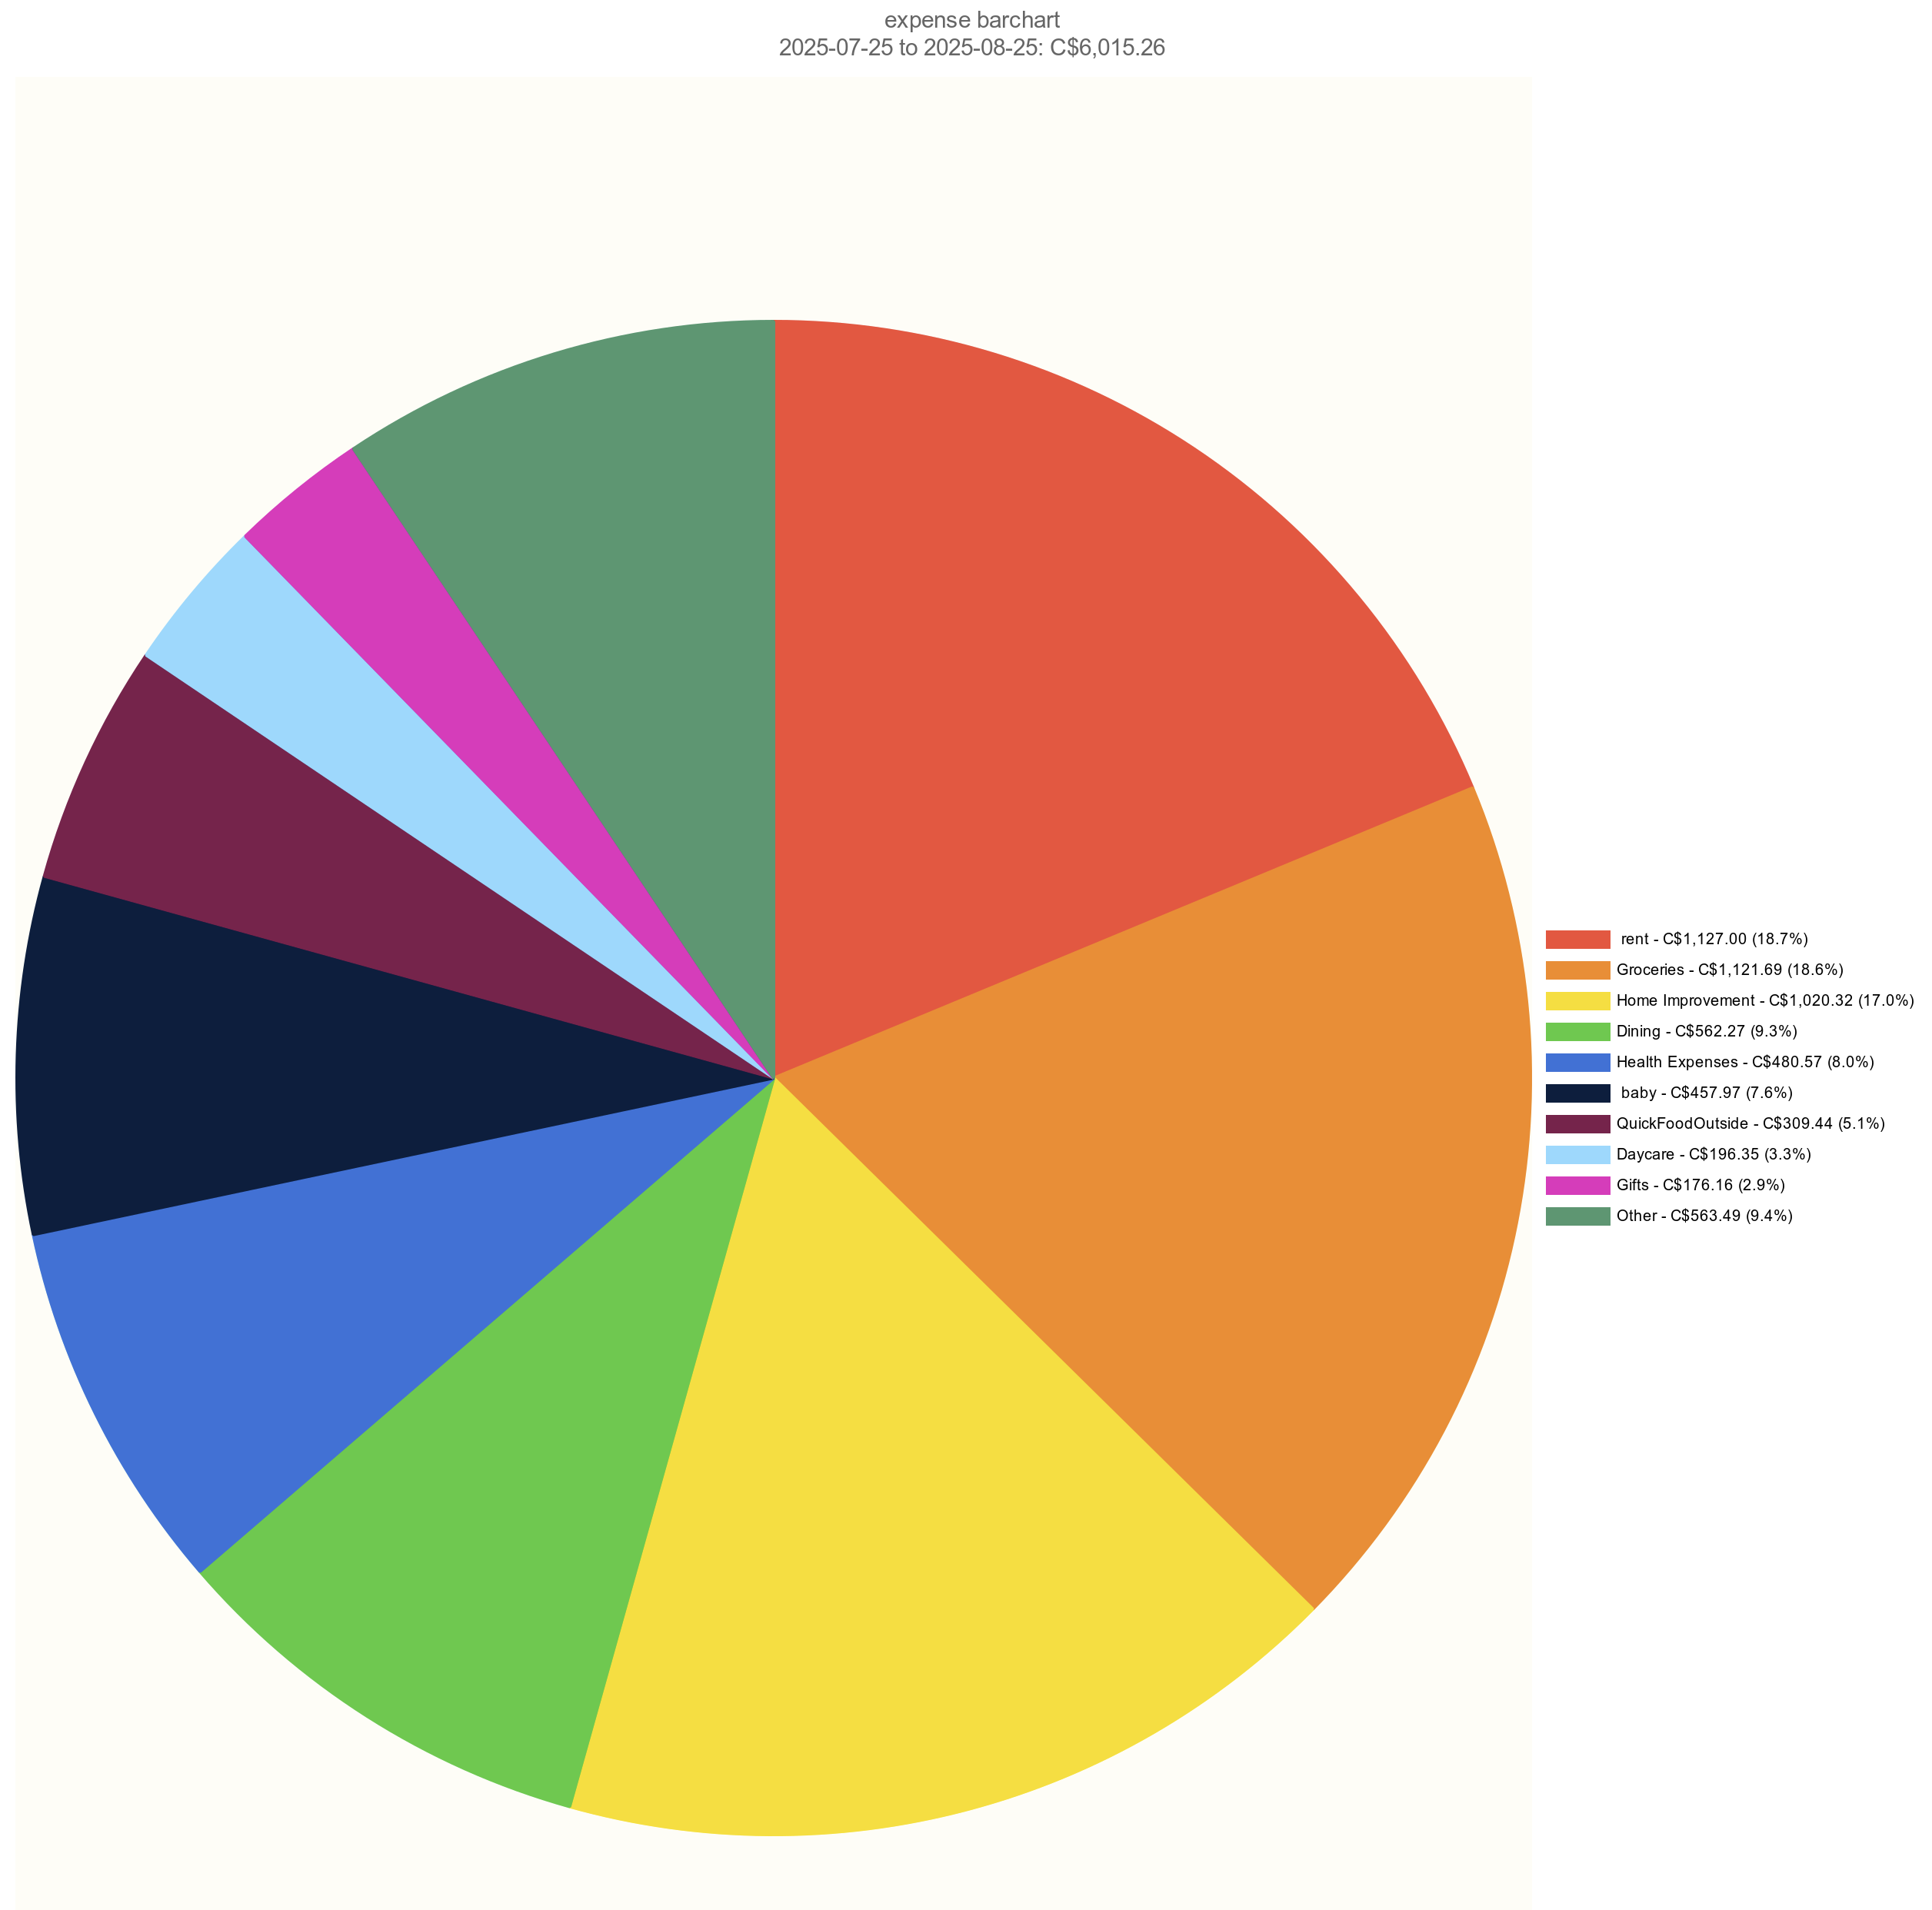 expense barchart
2025-07-25 to 2025-08-25: C$6,015.26
rent - C$1,127.00 (18.7%)
Groceries - C$1,121.69 (18.6%)
Home Improvement - C$1,020.32 (17.0%)
Dining - C$562.27 (9.3%)
Health Expenses - C$480.57 (8.0%)
baby - C$457.97 (7.6%)
QuickFoodOutside - C$309.44 (5.1%)
Daycare - C$196.35 (3.3%)
Gifts - C$176.16 (2.9%)
Other - C$563.49 (9.4%)